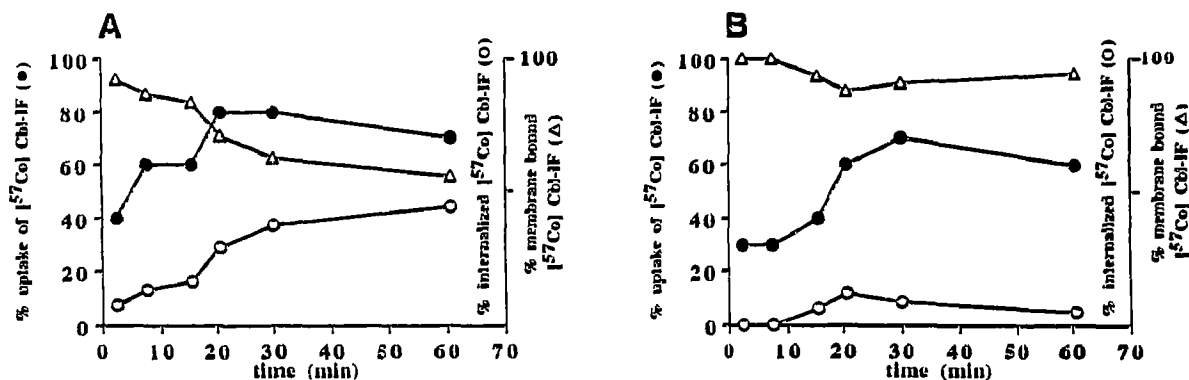 A
100
80
60
40
20
0
% uptake of [57Co] Cbl-IF (●)
0 10 20 30 40 50 60 70
time (min)
100
% internalized [57Co] Cbl-IF (O)
% membrane bound
[57Co] Cbl-IF (Δ)
B
100
80
60
40
20
0
% uptake of [57Co] Cbl-IF (●)
0 10 20 30 40 50 60 70
time (min)
100
% internalized [57Co] Cbl-IF (O)
% membrane bound
[57Co] Cbl-IF (Δ)